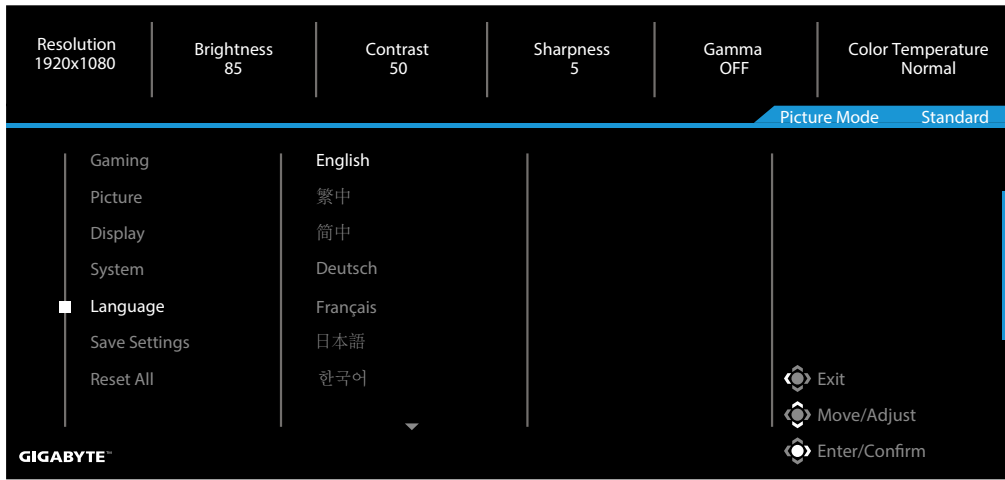 Resolution
1920x1080
Brightness
85
Contrast
50
Sharpness
5
Gamma
OFF
Color Temperature
Normal
Picture Mode Standard
Gaming
Picture
Display
System
Language
Save Settings
Reset All
English
繁中
简中
Deutsch
Français
日本語
한국어
Exit
Move/Adjust
Enter/Confirm
GIGABYTE™